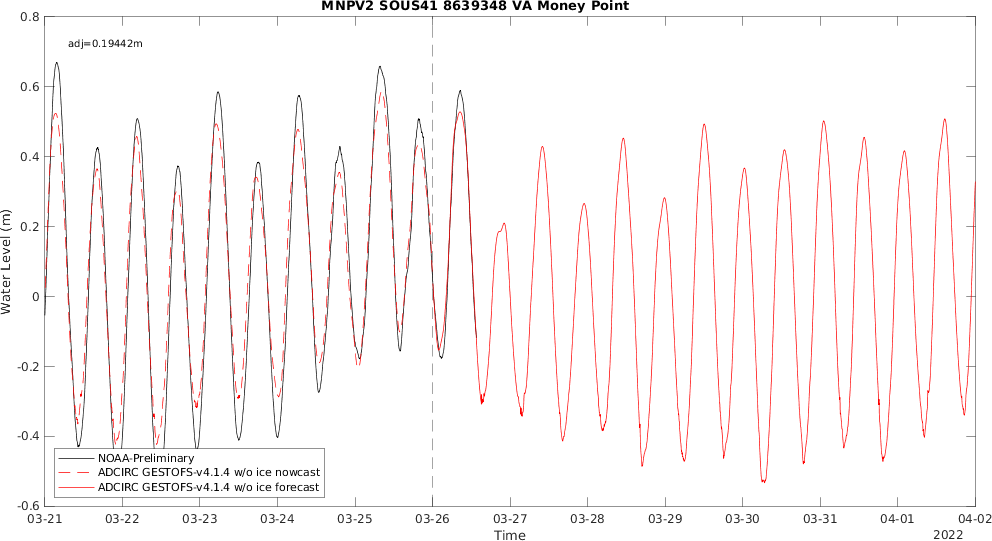 MNPV2 SOUS41 8639348 VA Money Point
adj=0.19442m
Water Level (m)
0.8
0.6
0.4
0.2
0
-0.2
-0.4
-0.6
NOAA-Preliminary
ADCIRC GESTOFS-v4.1.4 w/o ice nowcast
ADCIRC GESTOFS-v4.1.4 w/o ice forecast
03-21 03-22 03-23 03-24 03-25 03-26 03-27 03-28 03-29 03-30 03-31 04-01 04-02
Time
2022